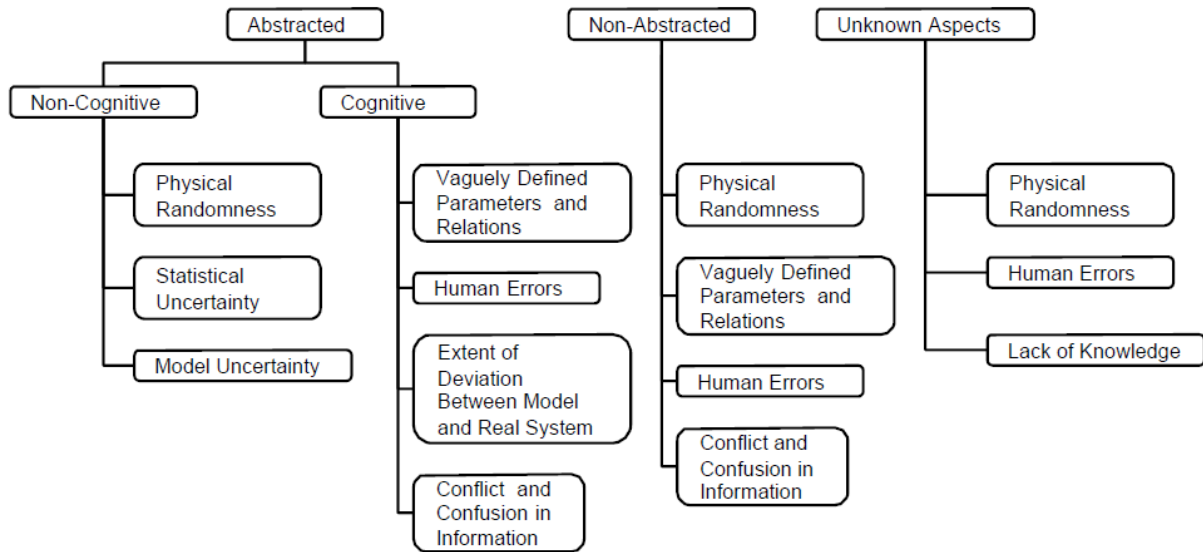 Abstracted
Non-Abstracted
Unknown Aspects
Non-Cognitive
Cognitive
Physical
Randomness
Statistical
Uncertainty
Model Uncertainty
Vaguely Defined
Parameters and
Relations
Human Errors
Extent of
Deviation
Between Model
and Real System
Conflict and
Confusion in
Information
Physical
Randomness
Vaguely Defined
Parameters and
Relations
Human Errors
Conflict and
Confusion in
Information
Physical
Randomness
Human Errors
Lack of Knowledge